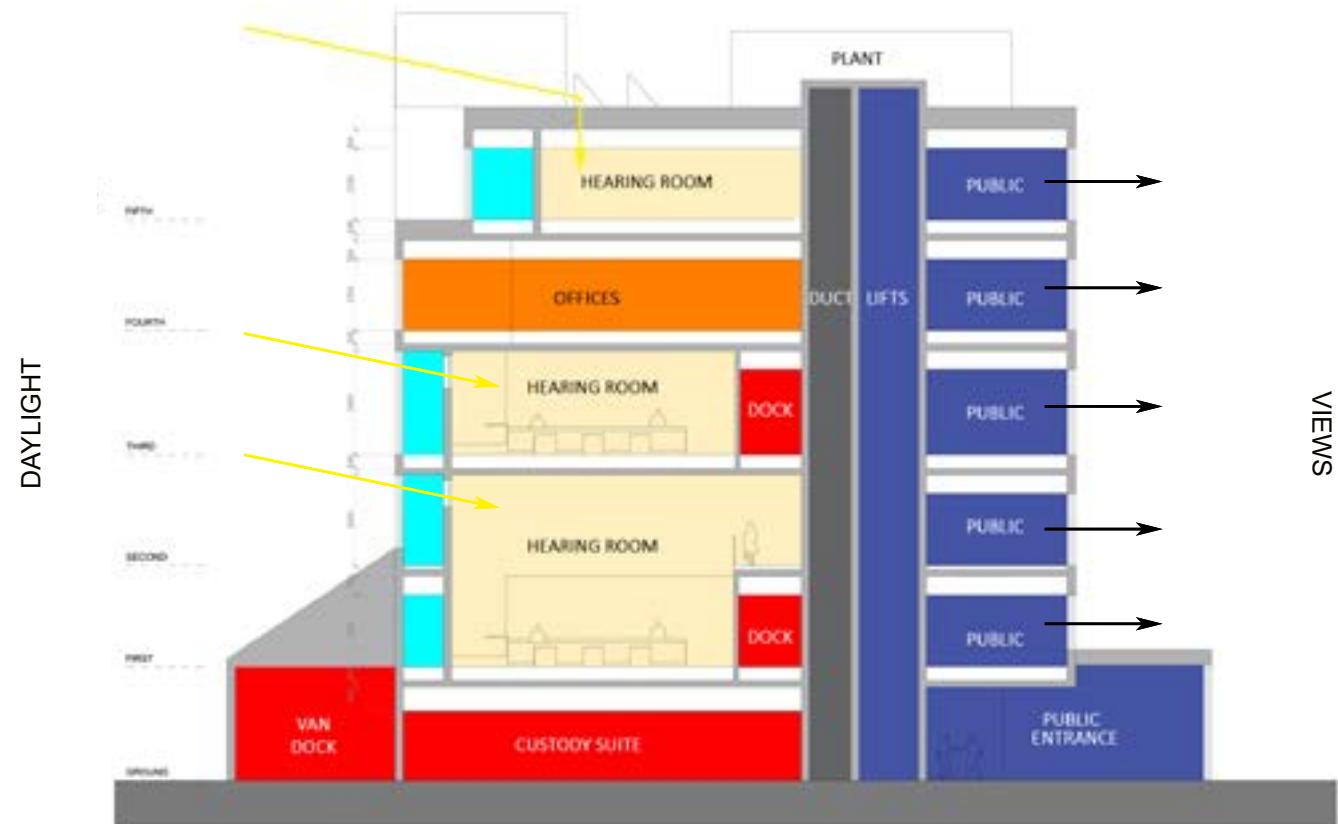 PLANT
HEARING ROOM
PUBLIC
FIFTH
OFFICES
DUCT
LIFTS
PUBLIC
FOURTH
DAYLIGHT
HEARING ROOM
DOCK
PUBLIC
VIEWS
THIRD
HEARING ROOM
PUBLIC
SECOND
DOCK
PUBLIC
FIRST
VAN
DOCK
CUSTODY SUITE
PUBLIC
ENTRANCE
GROUND